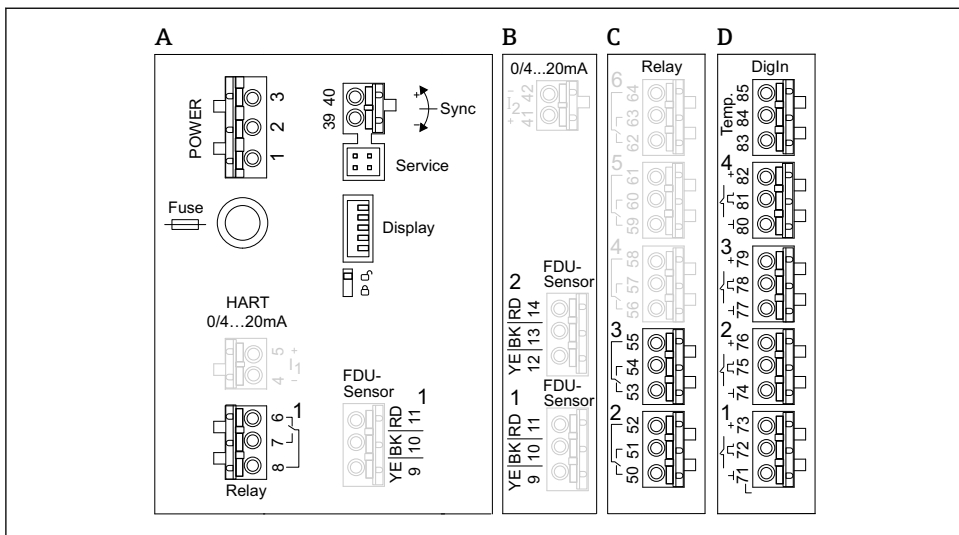 A
POWER
3
2
1
39 40
+
-
Sync
Service
Fuse
Display
HART
0/4...20mA
5
4
+
I1
-
FDU-
Sensor
1
YE|BK|RD
9 10 11
6
7
8
1
Relay
B
0/4...20mA
-
I2
+
41 42
2
FDU-
Sensor
YE|BK|RD
12|13|14
1
FDU-
Sensor
YE|BK|RD
9|10|11
C
Relay
6
62 63 64
5
59 60 61
4
56 57 58
3
53 54 55
2
50 51 52
D
DigIn
Temp.
83 84 85
4
+
80 81 82
3
+
77 78 79
2
+
74 75 76
1
+
71 72 73